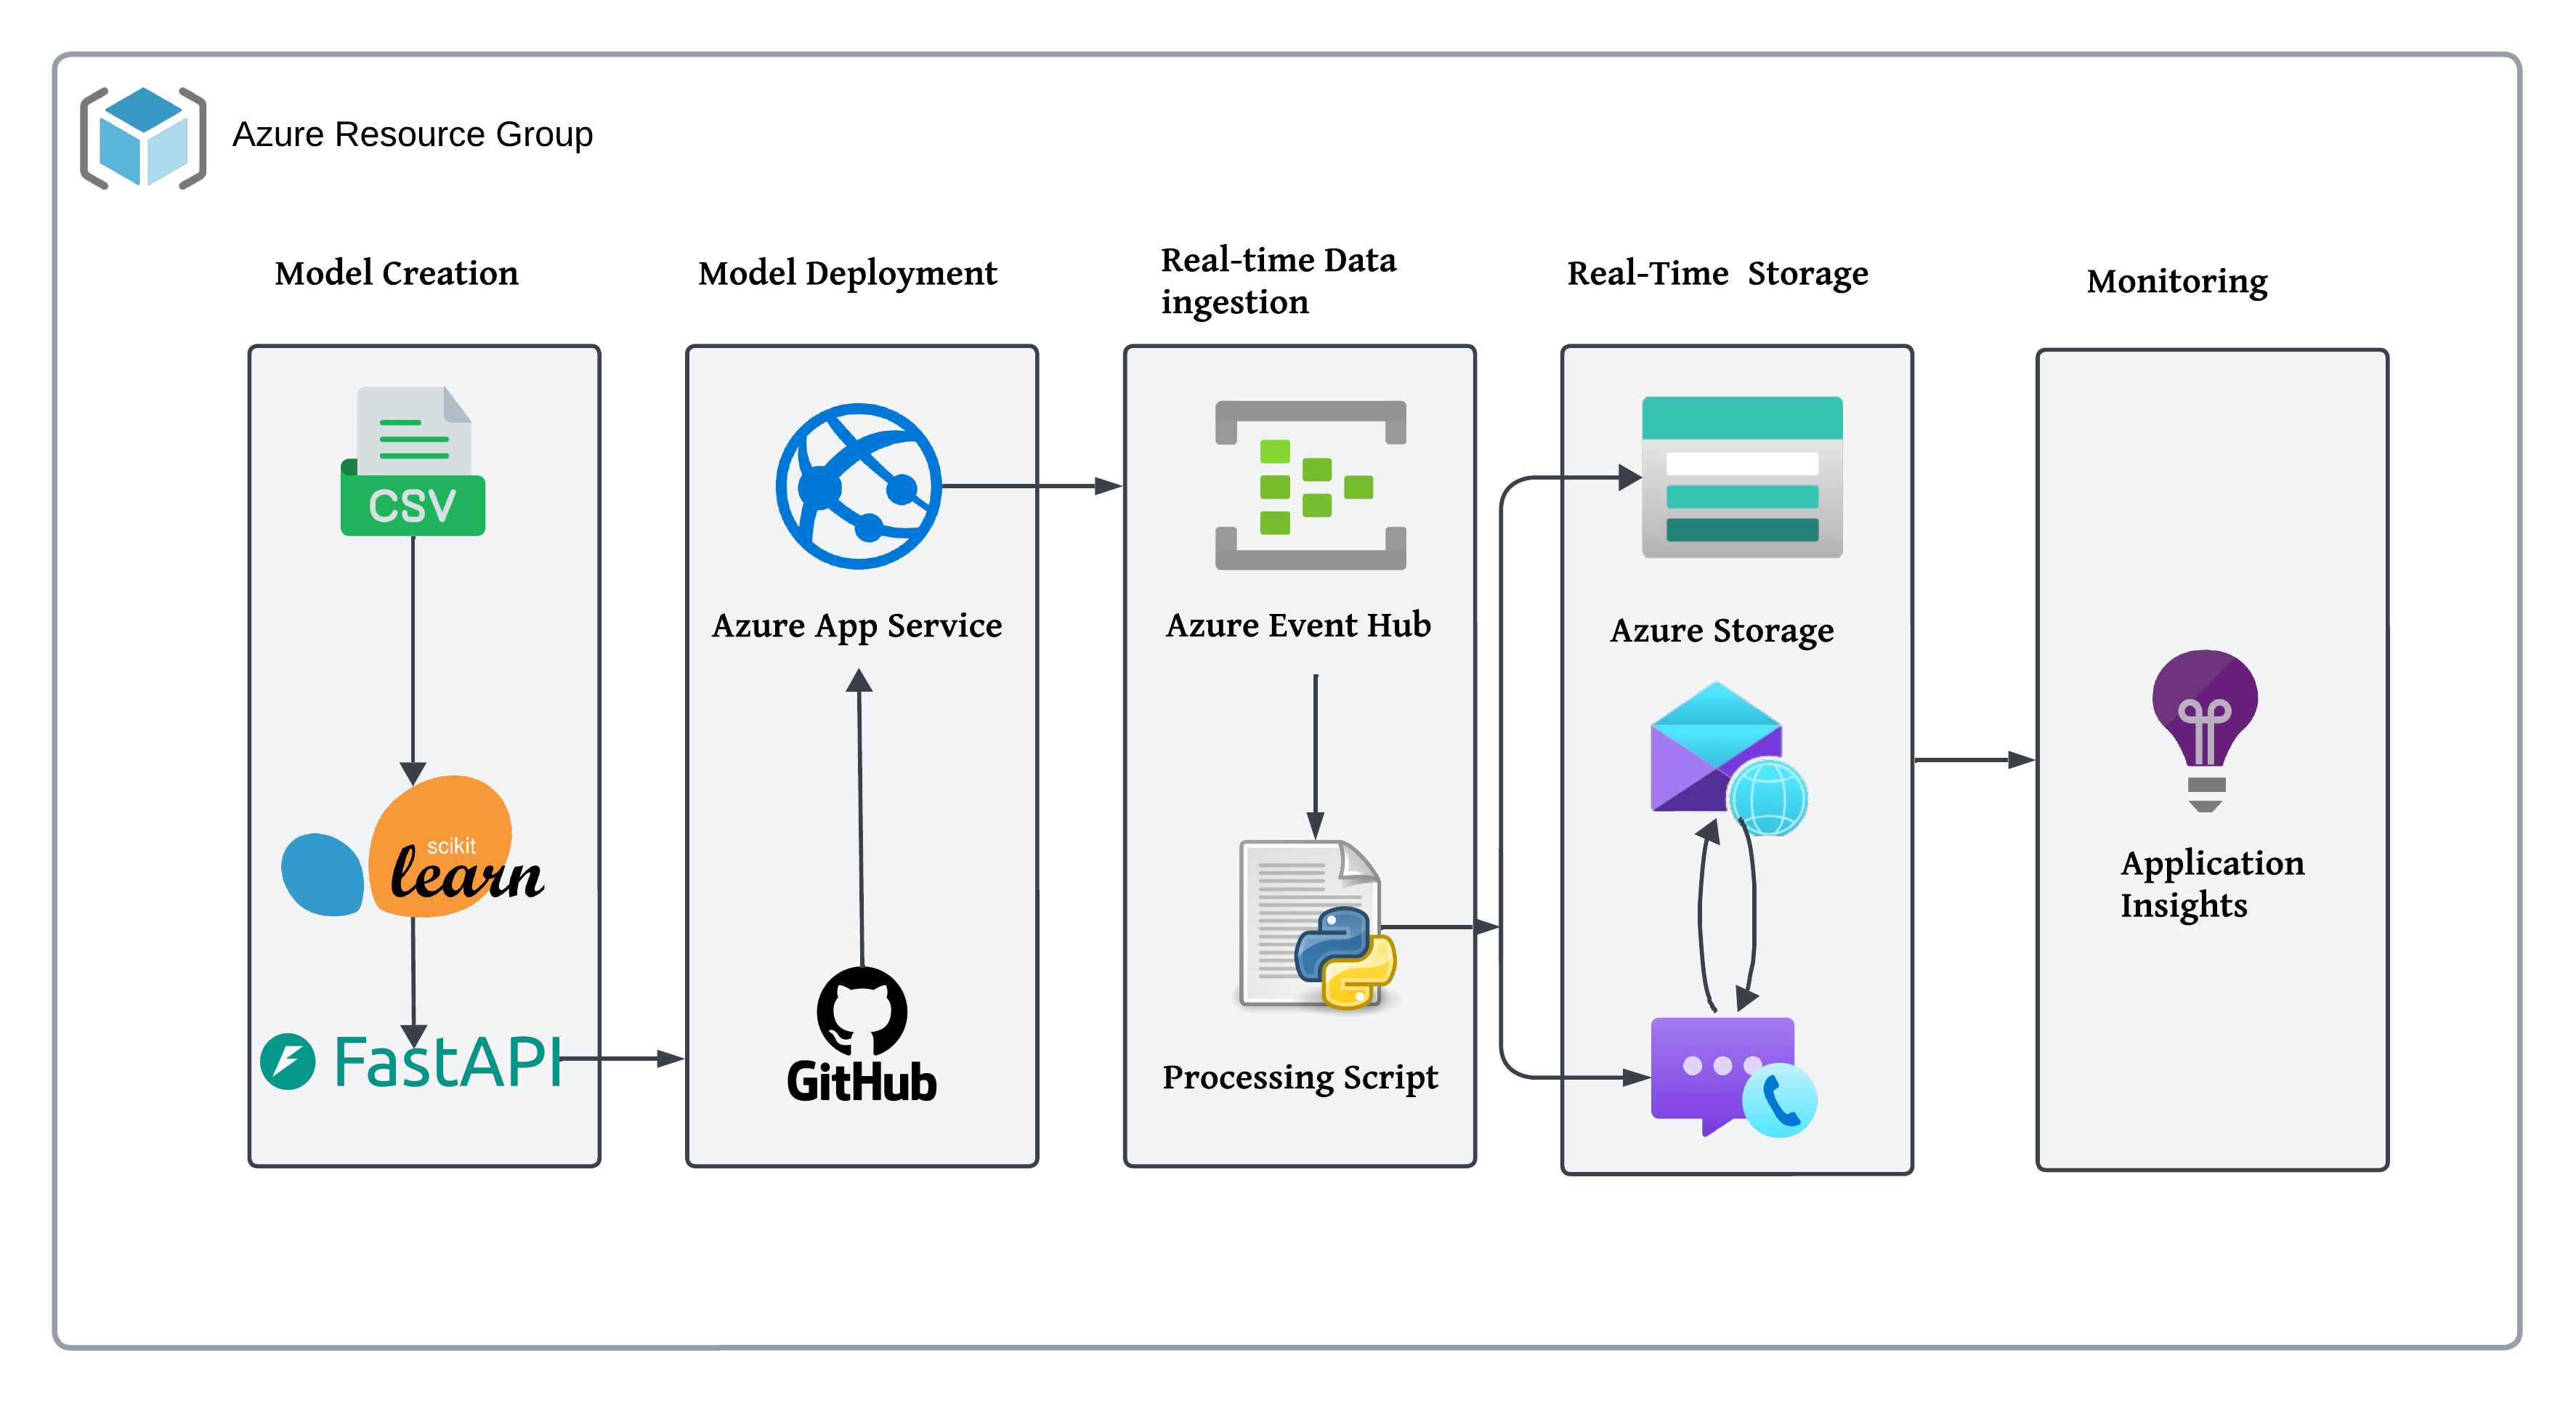 Azure Resource Group
Model Creation
Model Deployment
Real-time Data
ingestion
Real-Time Storage
Monitoring
CSV
scikit
learn
FastAPI
Azure App Service
GitHub
Azure Event Hub
Processing Script
Azure Storage
Application
Insights